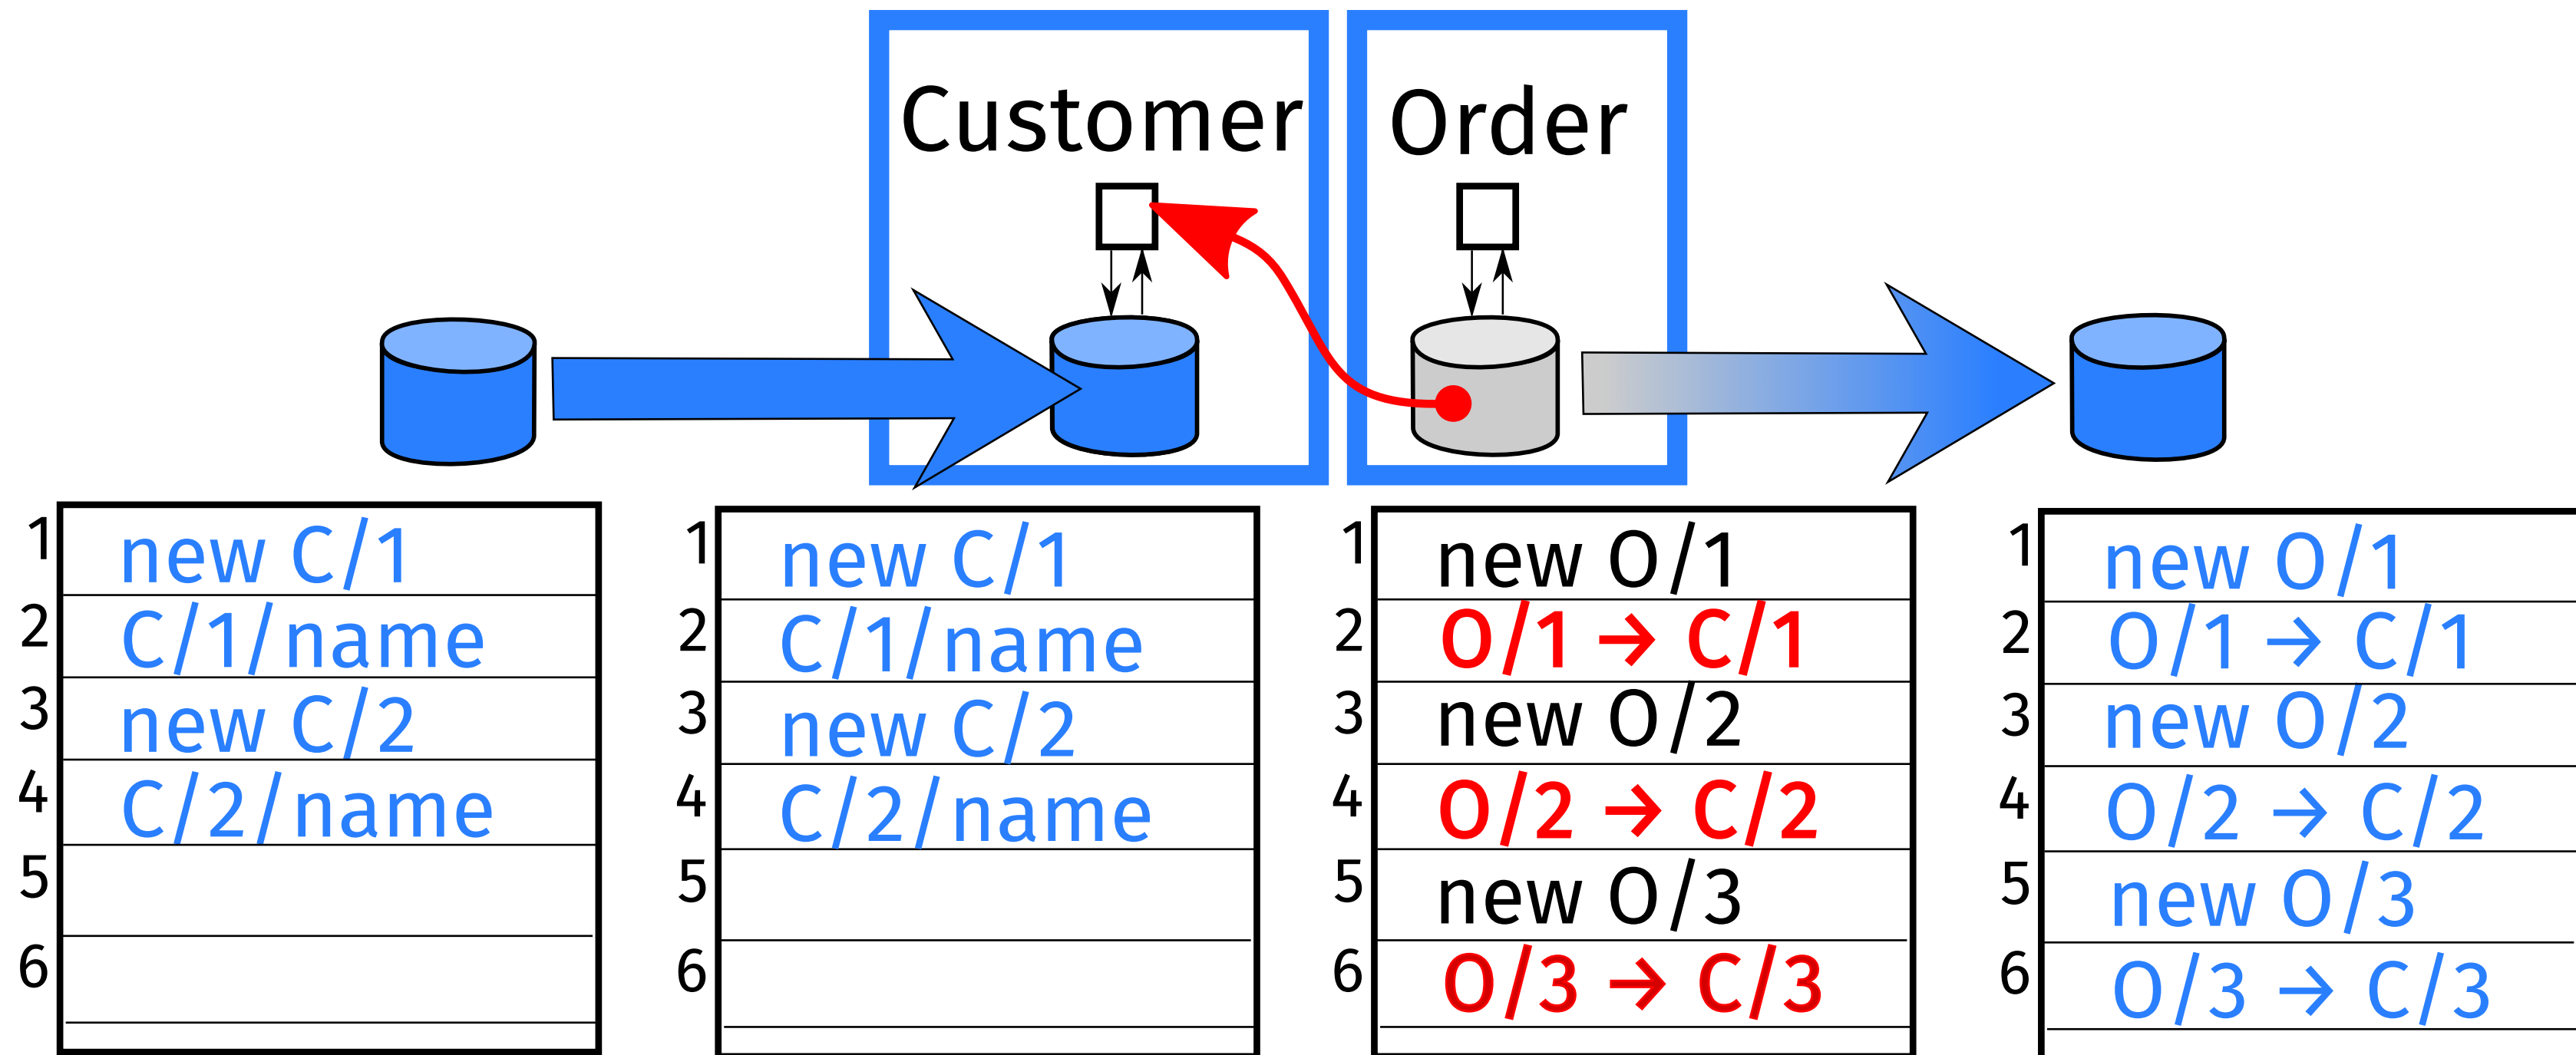 Customer
Order
1 new C/1
2 C/1/name
3 new C/2
4 C/2/name
5
6
1 new C/1
2 C/1/name
3 new C/2
4 C/2/name
5
6
1 new O/1
2 O/1 → C/1
3 new O/2
4 O/2 → C/2
5 new O/3
6 O/3 → C/3
1 new O/1
2 O/1 → C/1
3 new O/2
4 O/2 → C/2
5 new O/3
6 O/3 → C/3